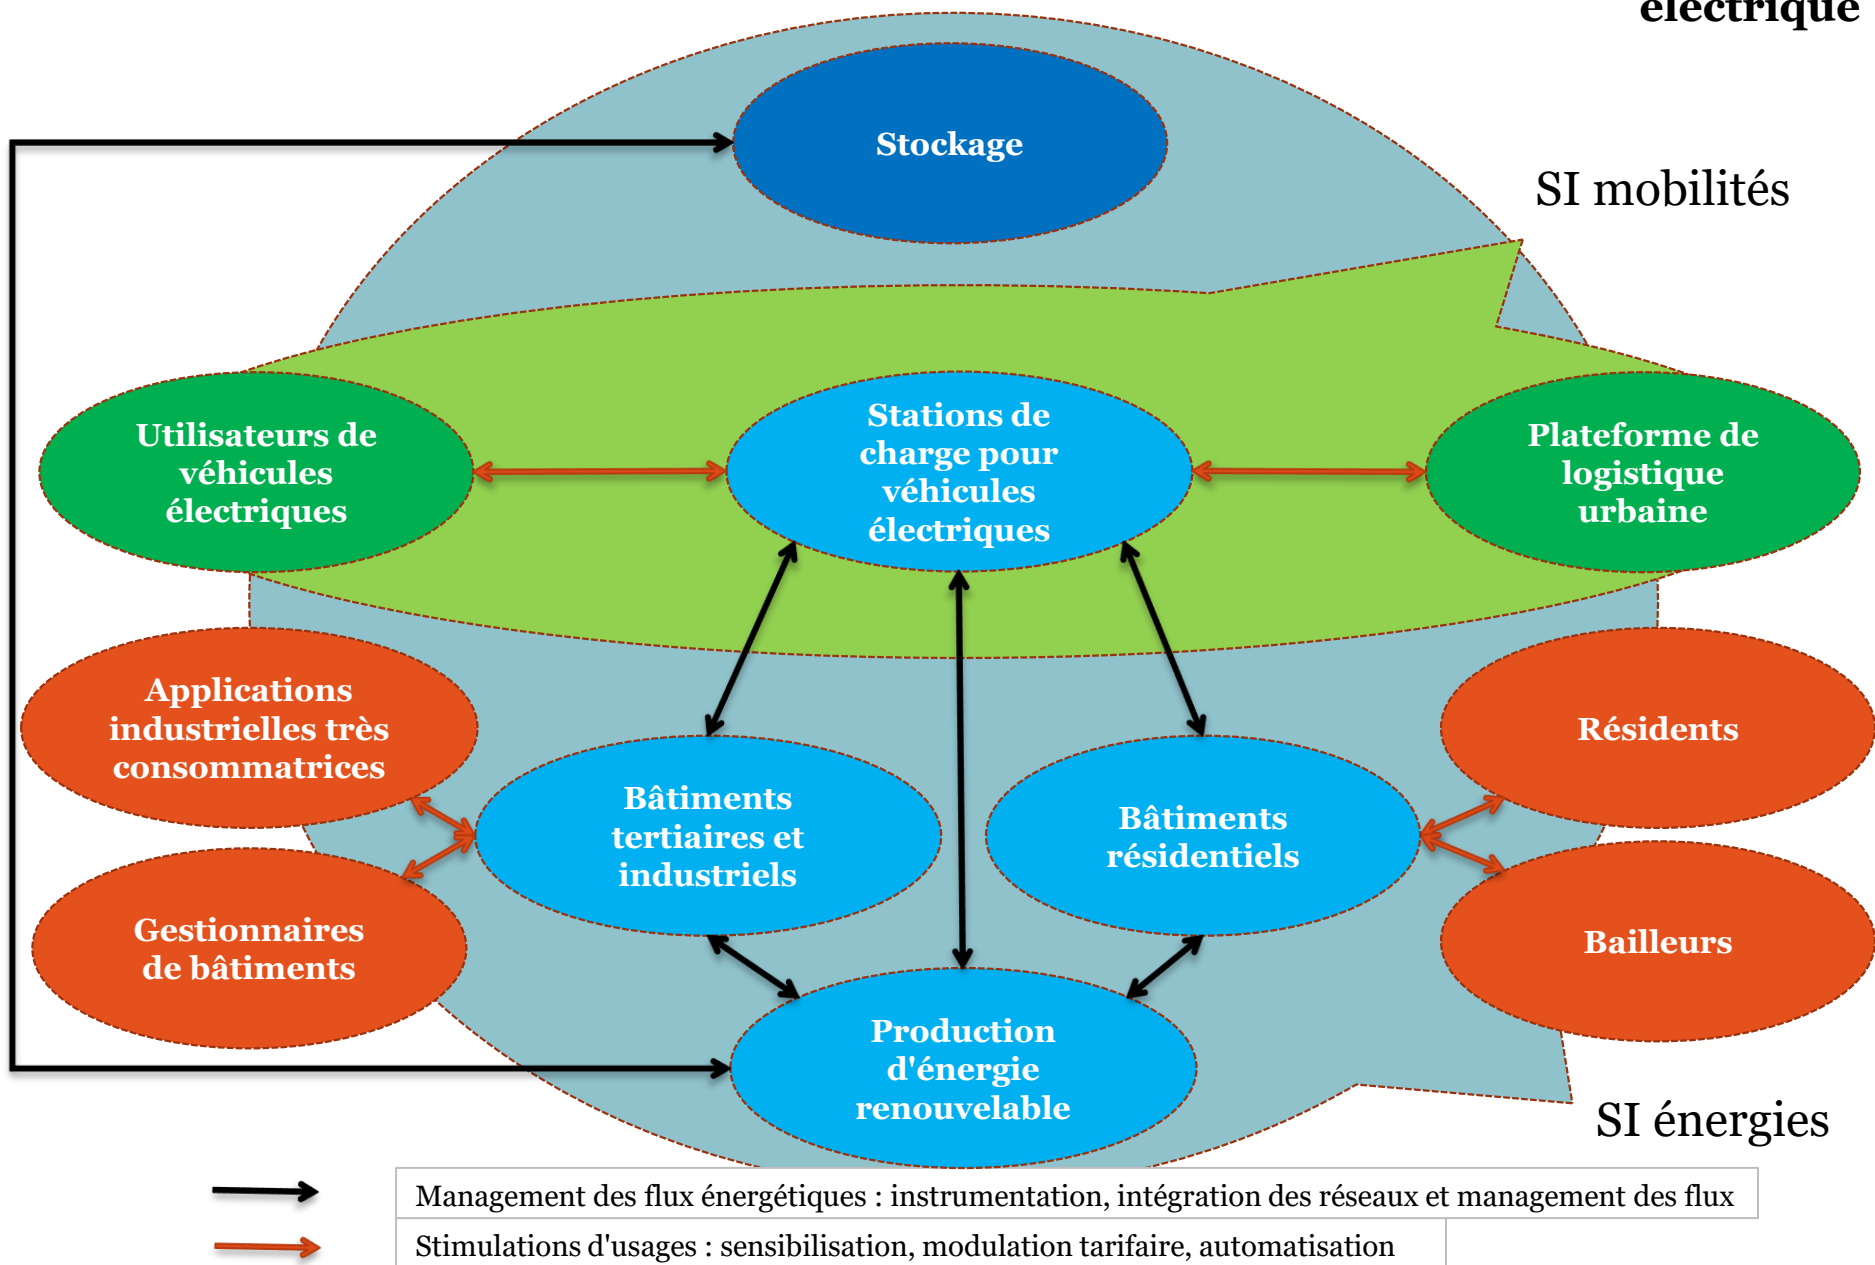 électrique
Stockage
SI mobilités
Utilisateurs de
véhicules
électriques
Stations de
charge pour
véhicules
électriques
Plateforme de
logistique
urbaine
Applications
industrielles très
consommatrices
Résidents
Bâtiments
tertiaires et
industriels
Bâtiments
résidentiels
Gestionnaires
de bâtiments
Bailleurs
Production
d'énergie
renouvelable
SI énergies
Management des flux énergétiques : instrumentation, intégration des réseaux et management des flux
Stimulations d'usages : sensibilisation, modulation tarifaire, automatisation